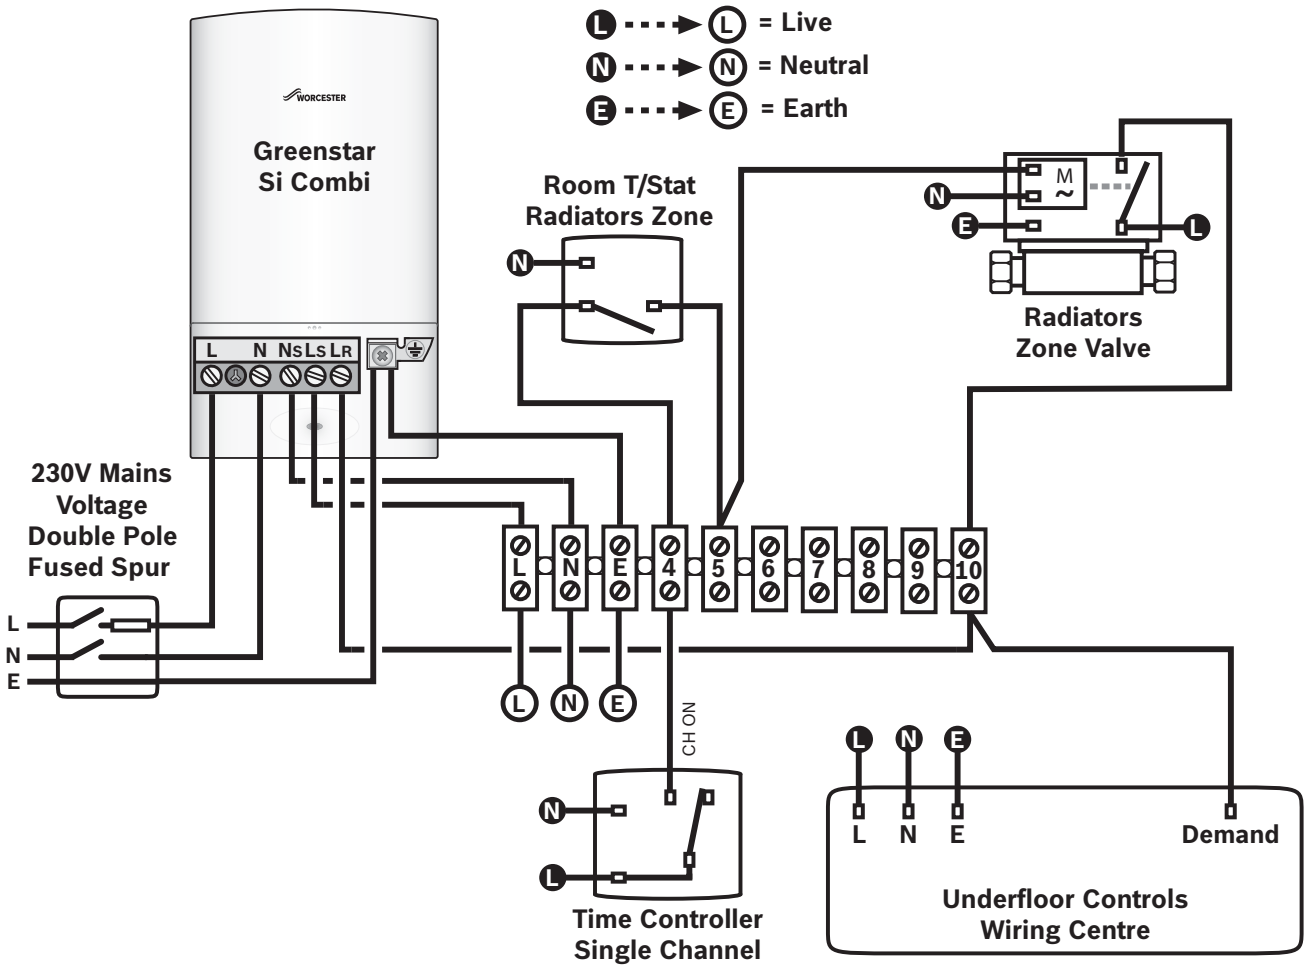 L = Live
L
N = Neutral
N
E = Earth
E
WORCESTER
Greenstar
Si Combi
L N NS LS LR
Room T/Stat
Radiators Zone
N
M
~
N
E
L
Radiators
Zone Valve
230V Mains
Voltage
Double Pole
Fused Spur
L
N
E
L N E 4 5 6 7 8 9 10
L N E
CH ON
N
L
Time Controller
Single Channel
L N E
L N E Demand
Underfloor Controls
Wiring Centre